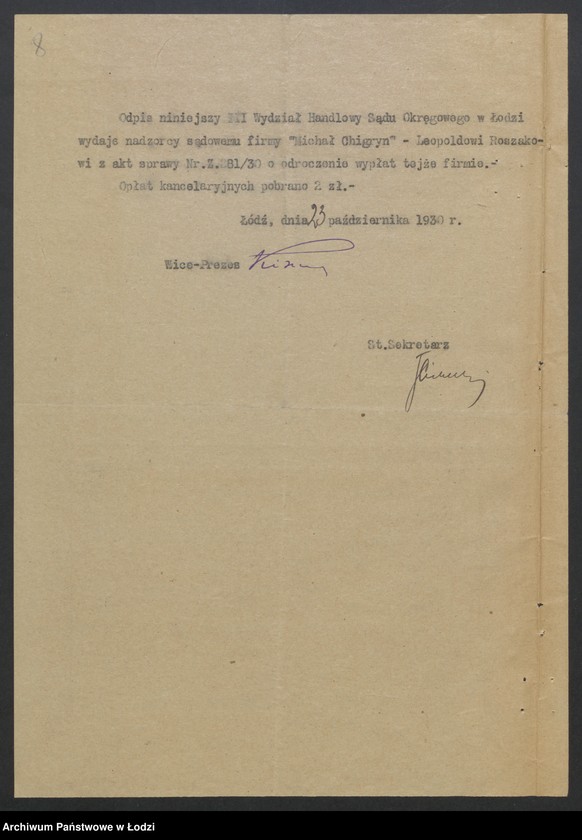 8
Odpis niniejszy III Wydział Handlowy Sądu Okręgowego w Łodzi
wydaje nadzorcy sądowemu firmy "Michał Chigryn" - Leopoldowi Roszako-
wi z akt sprawy Nr.Z.281/30 o odroczenie wypłat tejże firmie.-
Opłat kancelaryjnych pobrano 2 zł.-
Łódź, dnia 23 października 1930 r.
Wice-Prezes
St.Sekretarz
Archiwum Państwowe w Łodzi